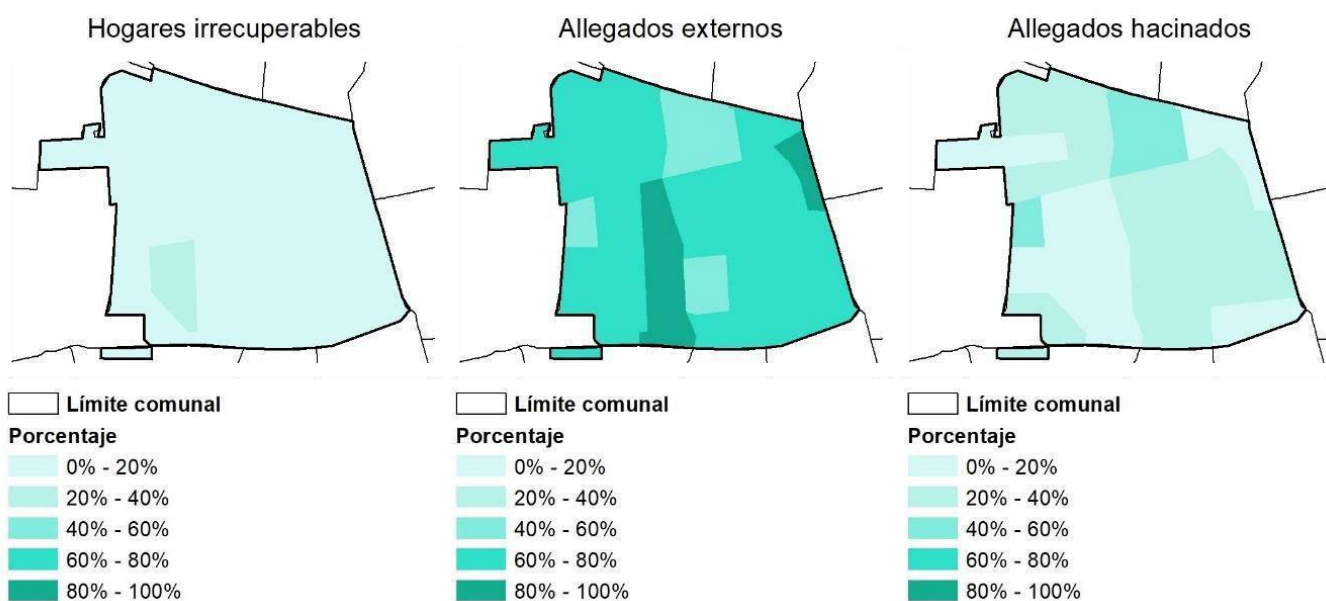 Hogares irrecuperables
Allegados externos
Allegados hacinados
Límite comunal
Porcentaje
0% - 20%
20% - 40%
40% - 60%
60% - 80%
80% - 100%
Límite comunal
Porcentaje
0% - 20%
20% - 40%
40% - 60%
60% - 80%
80% - 100%
Límite comunal
Porcentaje
0% - 20%
20% - 40%
40% - 60%
60% - 80%
80% - 100%